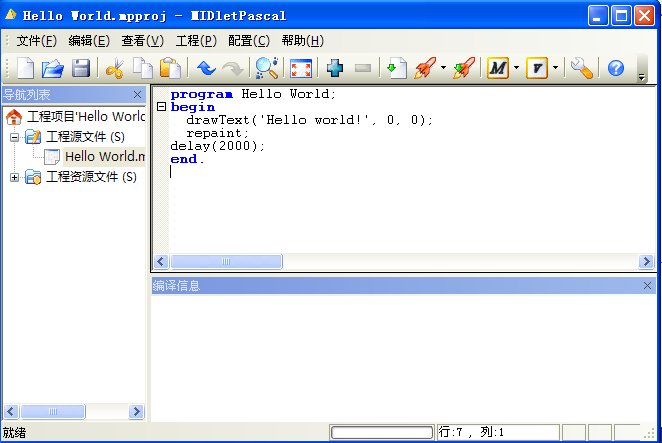 Hello World.mpproj - MIDletPascal
文件(F) 编辑(E) 查看(V) 工程(P) 配置(C) 帮助(H)
M V
导航列表
工程项目'Hello World
工程源文件 (S)
Hello World.m
工程资源文件 (S)
program Hello World;
begin
drawText('Hello world!', 0, 0);
repaint;
delay(2000);
end.
编译信息
就绪
行:7 , 列:1